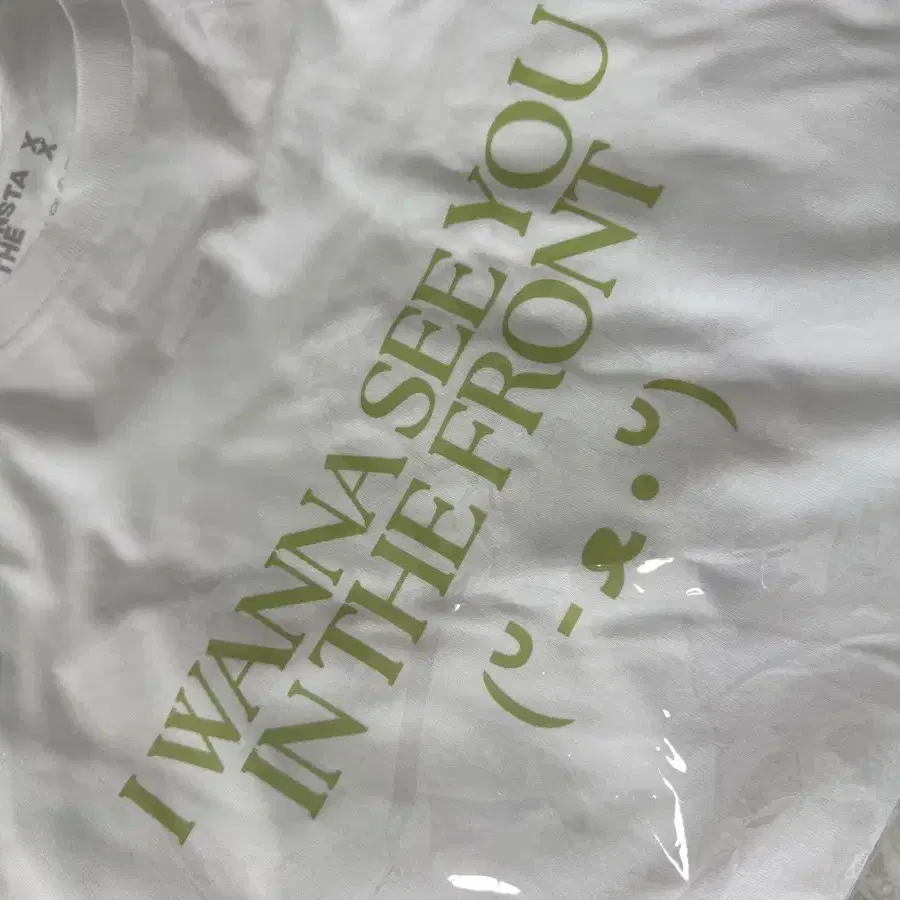 THE
I WANNA SEE YOU
IN THE FRONT